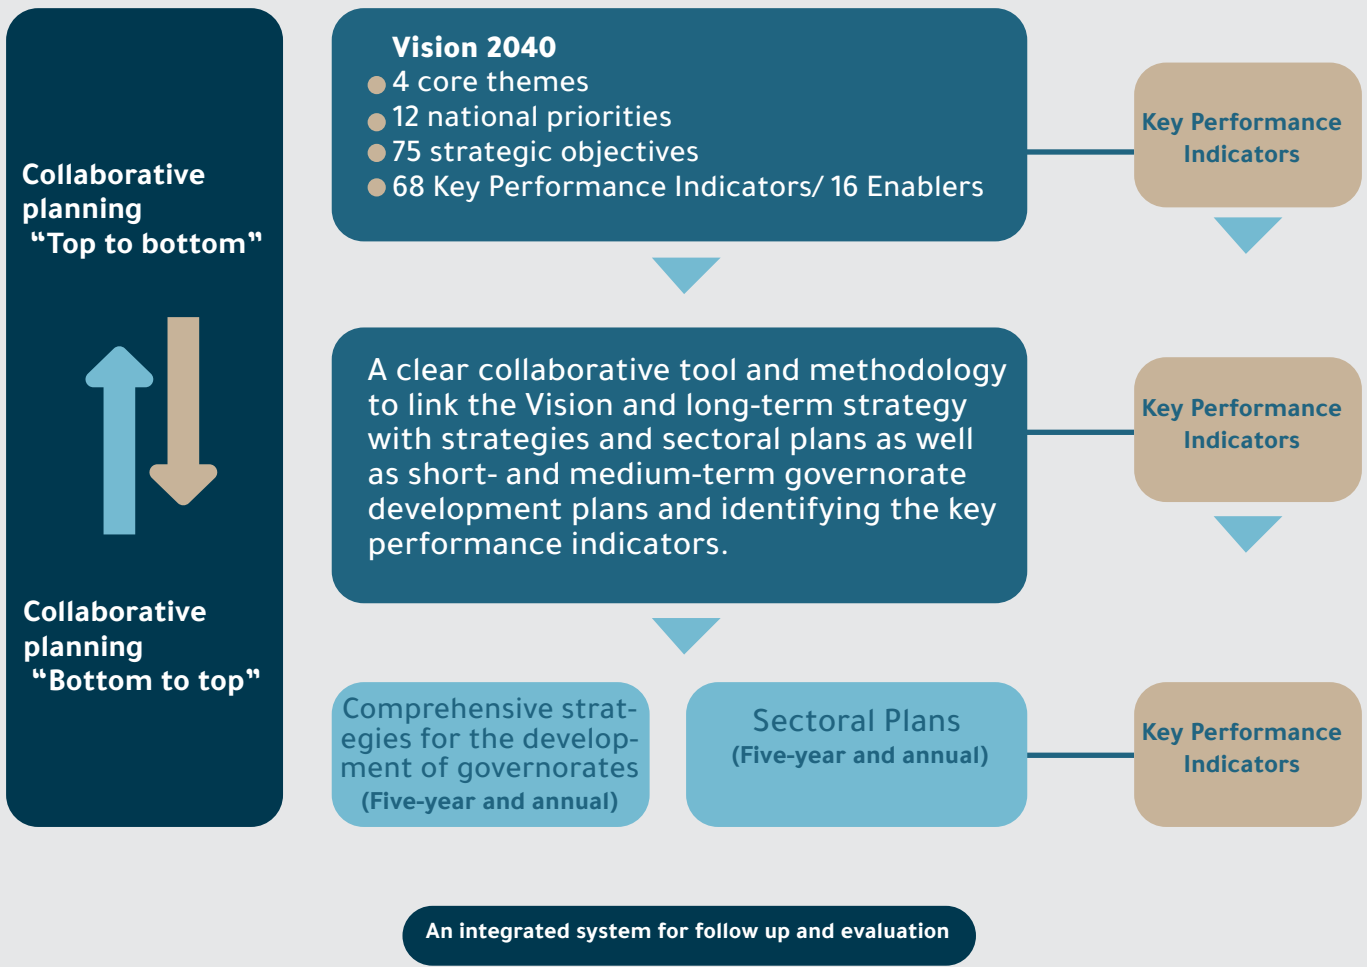 Collaborative
planning
“Top to bottom”
Collaborative
planning
“Bottom to top”
Vision 2040
4 core themes
12 national priorities
75 strategic objectives
68 Key Performance Indicators/ 16 Enablers
Key Performance
Indicators
A clear collaborative tool and methodology
to link the Vision and long-term strategy
with strategies and sectoral plans as well
as short- and medium-term governorate
development plans and identifying the key
performance indicators.
Key Performance
Indicators
Comprehensive strat-
egies for the develop-
ment of governorates
(Five-year and annual)
Sectoral Plans
(Five-year and annual)
Key Performance
Indicators
An integrated system for follow up and evaluation